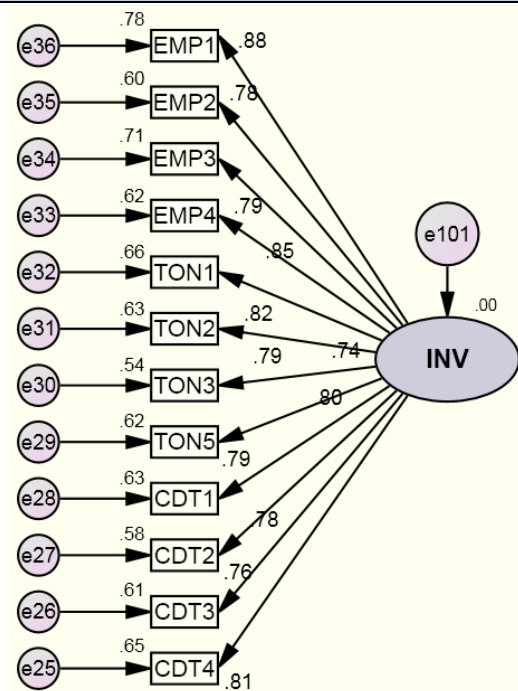 .78
e36 EMP1 .88
.60
e35 EMP2 .78
.71
e34 EMP3
.62 .79
e33 EMP4 e101
.66 .85
e32 TON1 .00
.63 .82
e31 TON2 .74 INV
.54 .79
e30 TON3
.62 .80
e29 TON5
.63 .79
e28 CDT1
.58 .78
e27 CDT2
.61 .76
e26 CDT3
.65
e25 CDT4 .81